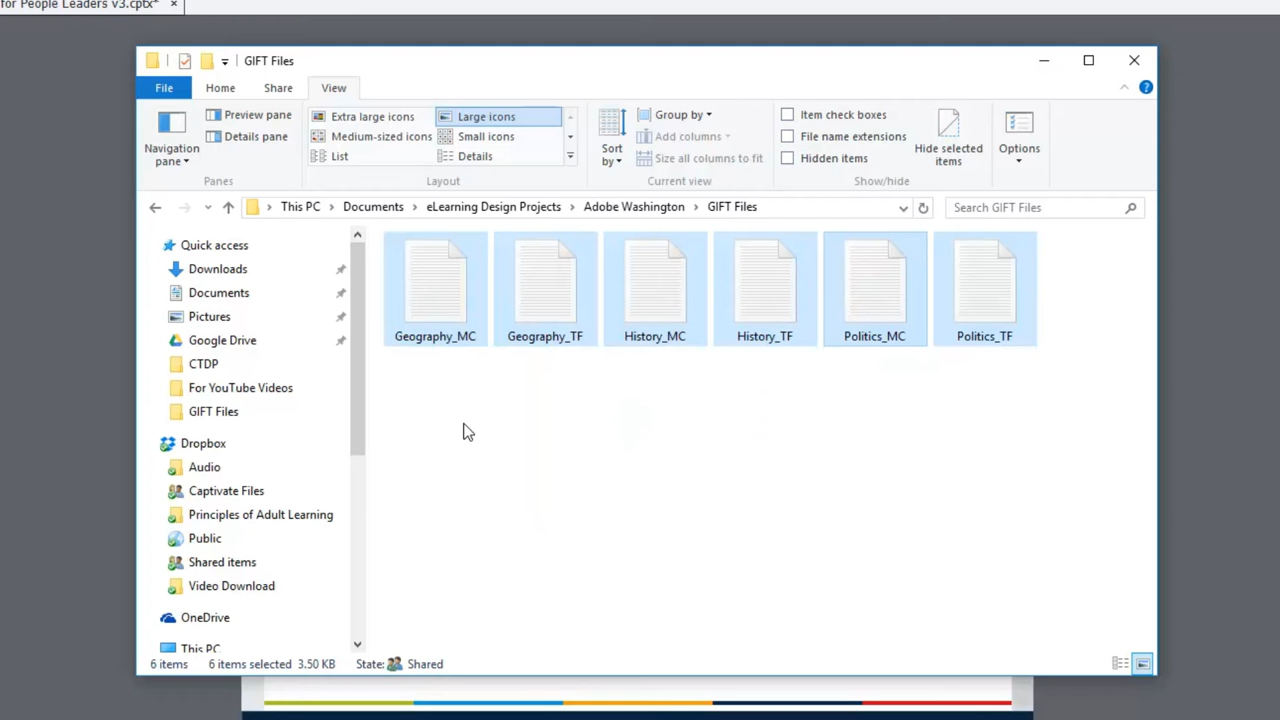 for People Leaders v3.cptx* ×
GIFT Files
File Home Share View
Navigation pane
Preview pane
Details pane
Panes
Extra large icons Large icons
Medium-sized icons Small icons
List Details
Layout
Sort by
Group by
Add columns
Size all columns to fit
Current view
Item check boxes
File name extensions
Hidden items
Hide selected items
Show/hide
Options
This PC > Documents > eLearning Design Projects > Adobe Washington > GIFT Files
Search GIFT Files
Quick access
Downloads
Documents
Pictures
Google Drive
CTDP
For YouTube Videos
GIFT Files
Dropbox
Audio
Captivate Files
Principles of Adult Learning
Public
Shared items
Video Download
OneDrive
This PC
Geography_MC Geography_TF History_MC History_TF Politics_MC Politics_TF
6 items 6 items selected 3.50 KB State: Shared